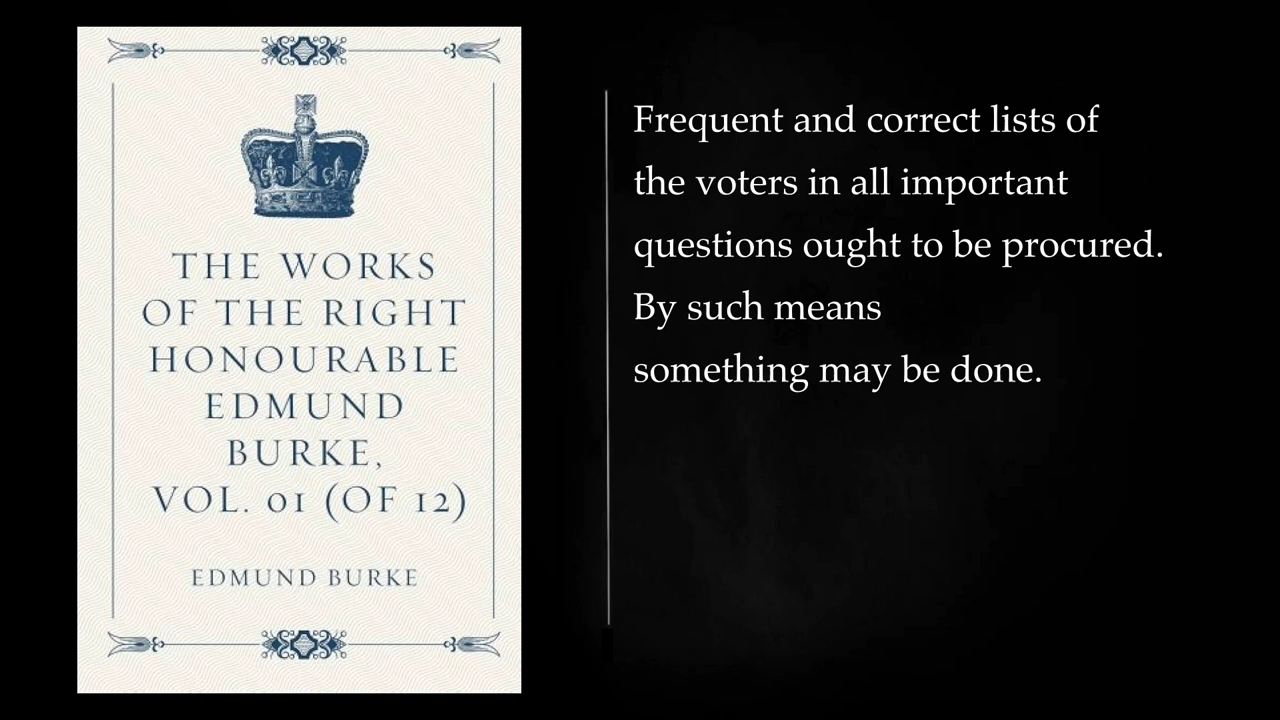 THE WORKS
OF THE RIGHT
HONOURABLE
EDMUND
BURKE,
VOL. 01 (OF 12)
EDMUND BURKE
Frequent and correct lists of
the voters in all important
questions ought to be procured.
By such means
something may be done.